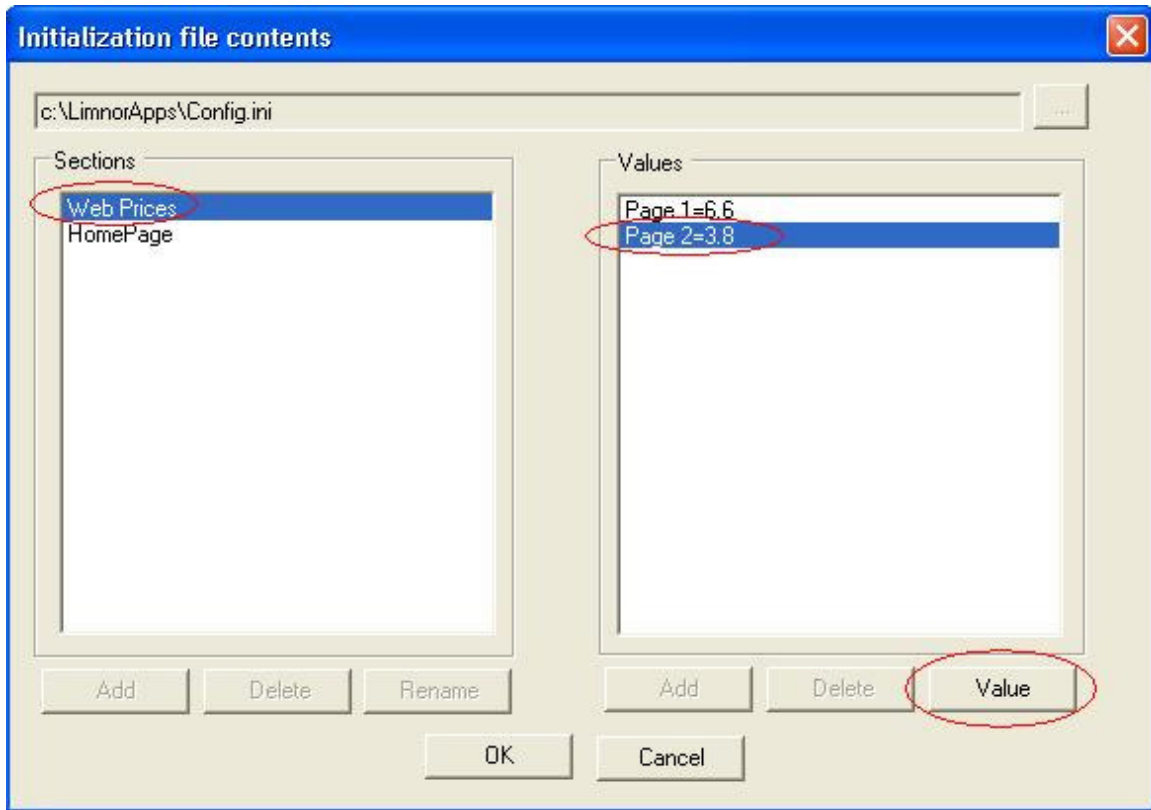 Initialization file contents
c:\LimnorApps\Config.ini
...
Sections
Web Prices
HomePage
Values
Page 1=6.6
Page 2=3.8
Add Delete Rename
Add Delete Value
OK Cancel